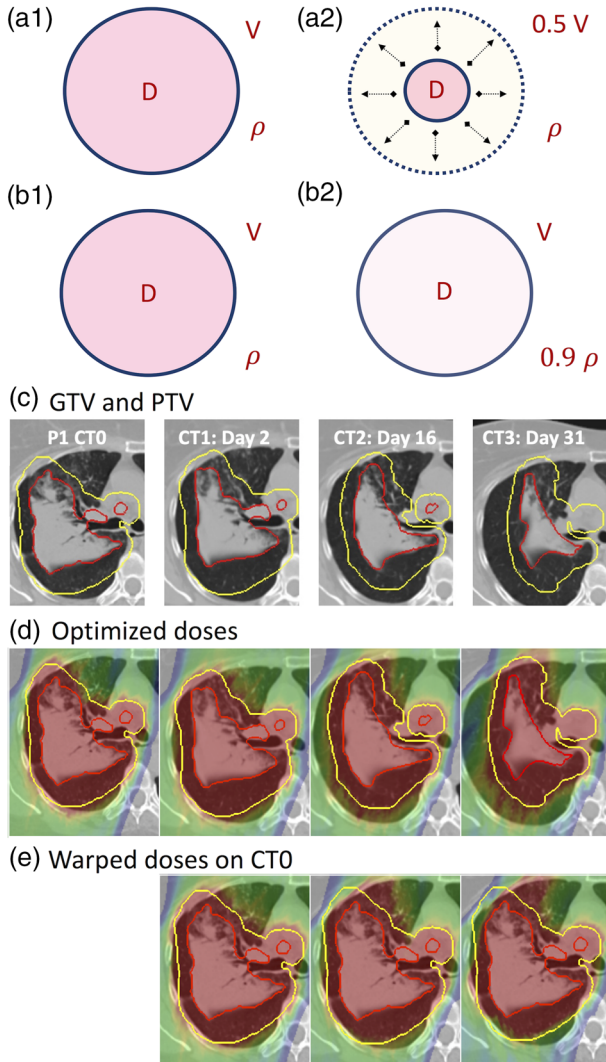 (a1)
V
D
ρ
(a2)
0.5 V
D
ρ
(b1)
V
D
ρ
(b2)
V
D
0.9 ρ
(c) GTV and PTV
P1 CT0
CT1: Day 2
CT2: Day 16
CT3: Day 31
(d) Optimized doses
(e) Warped doses on CT0